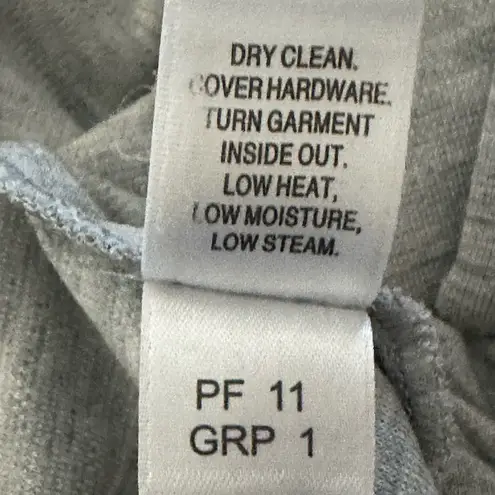 DRY CLEAN.
COVER HARDWARE.
TURN GARMENT
INSIDE OUT.
LOW HEAT,
LOW MOISTURE,
LOW STEAM.
PF 11
GRP 1